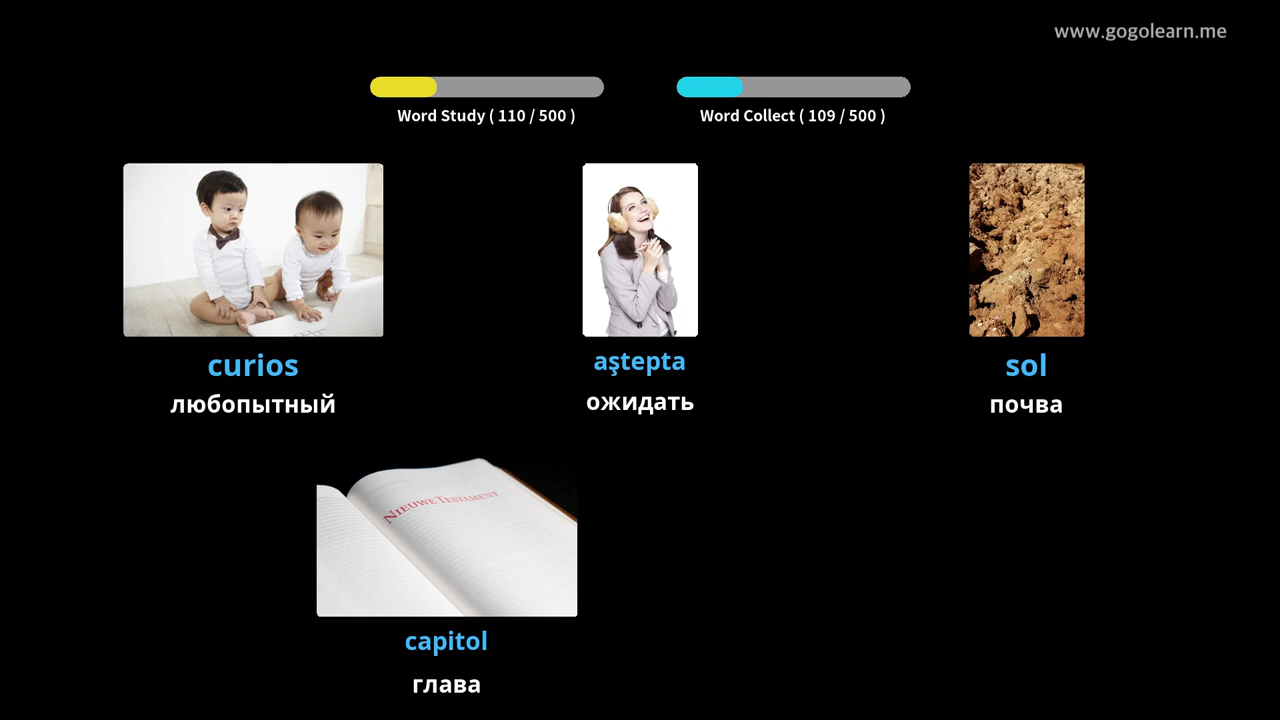 www.gogolearn.me
Word Study ( 110 / 500 )
Word Collect ( 109 / 500 )
curios
aştepta
sol
любопытный
ожидать
почва
NIEUWE TESTAMENT
capitol
глава